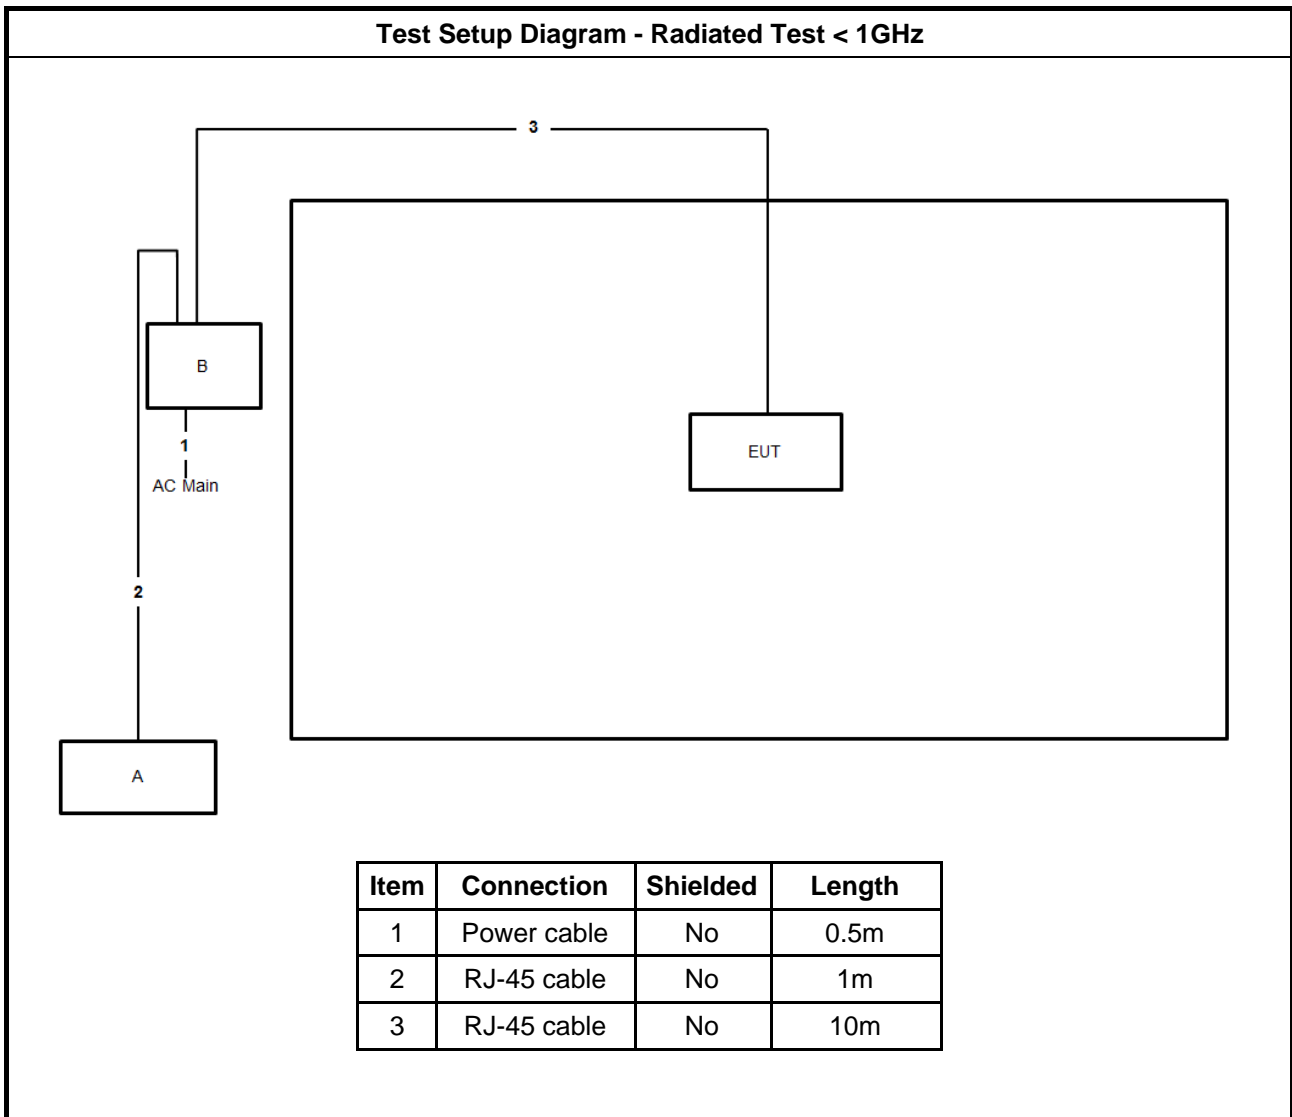 Test Setup Diagram - Radiated Test < 1GHz
3
B
1
AC Main
EUT
2
A
Item Connection Shielded Length
1 Power cable No 0.5m
2 RJ-45 cable No 1m
3 RJ-45 cable No 10m